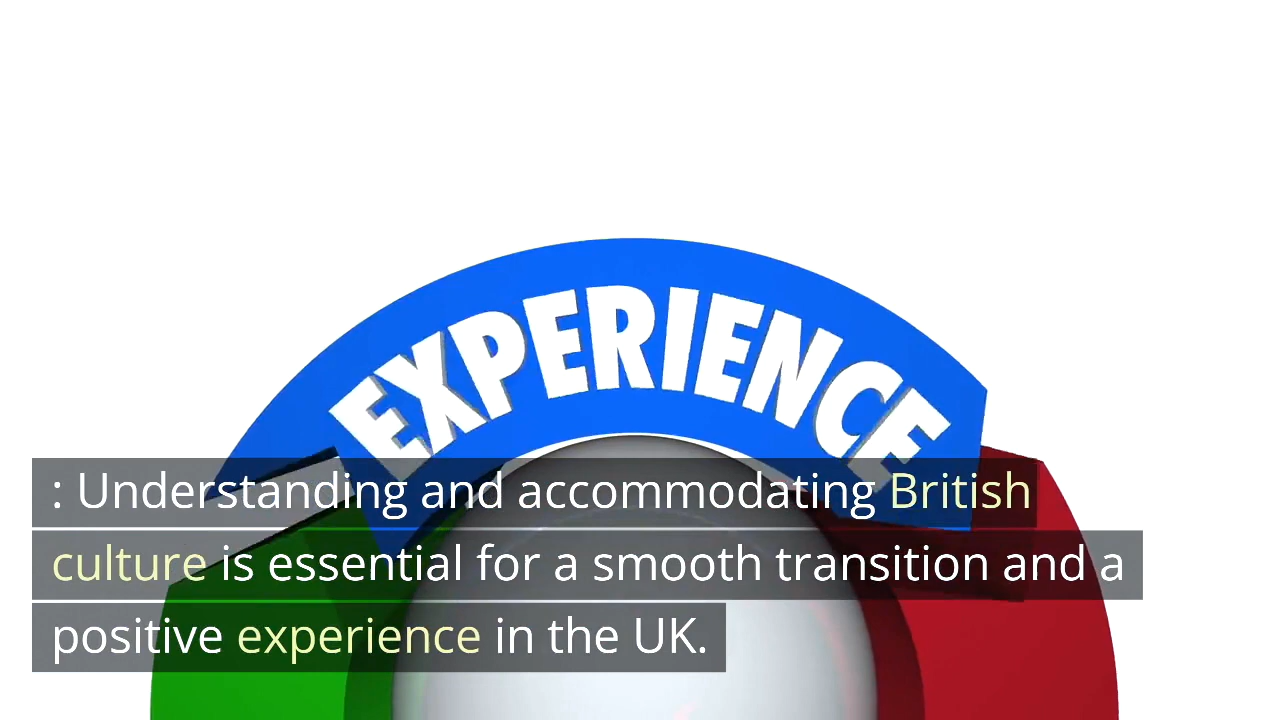 EXPERIENCE
: Understanding and accommodating British
culture is essential for a smooth transition and a
positive experience in the UK.